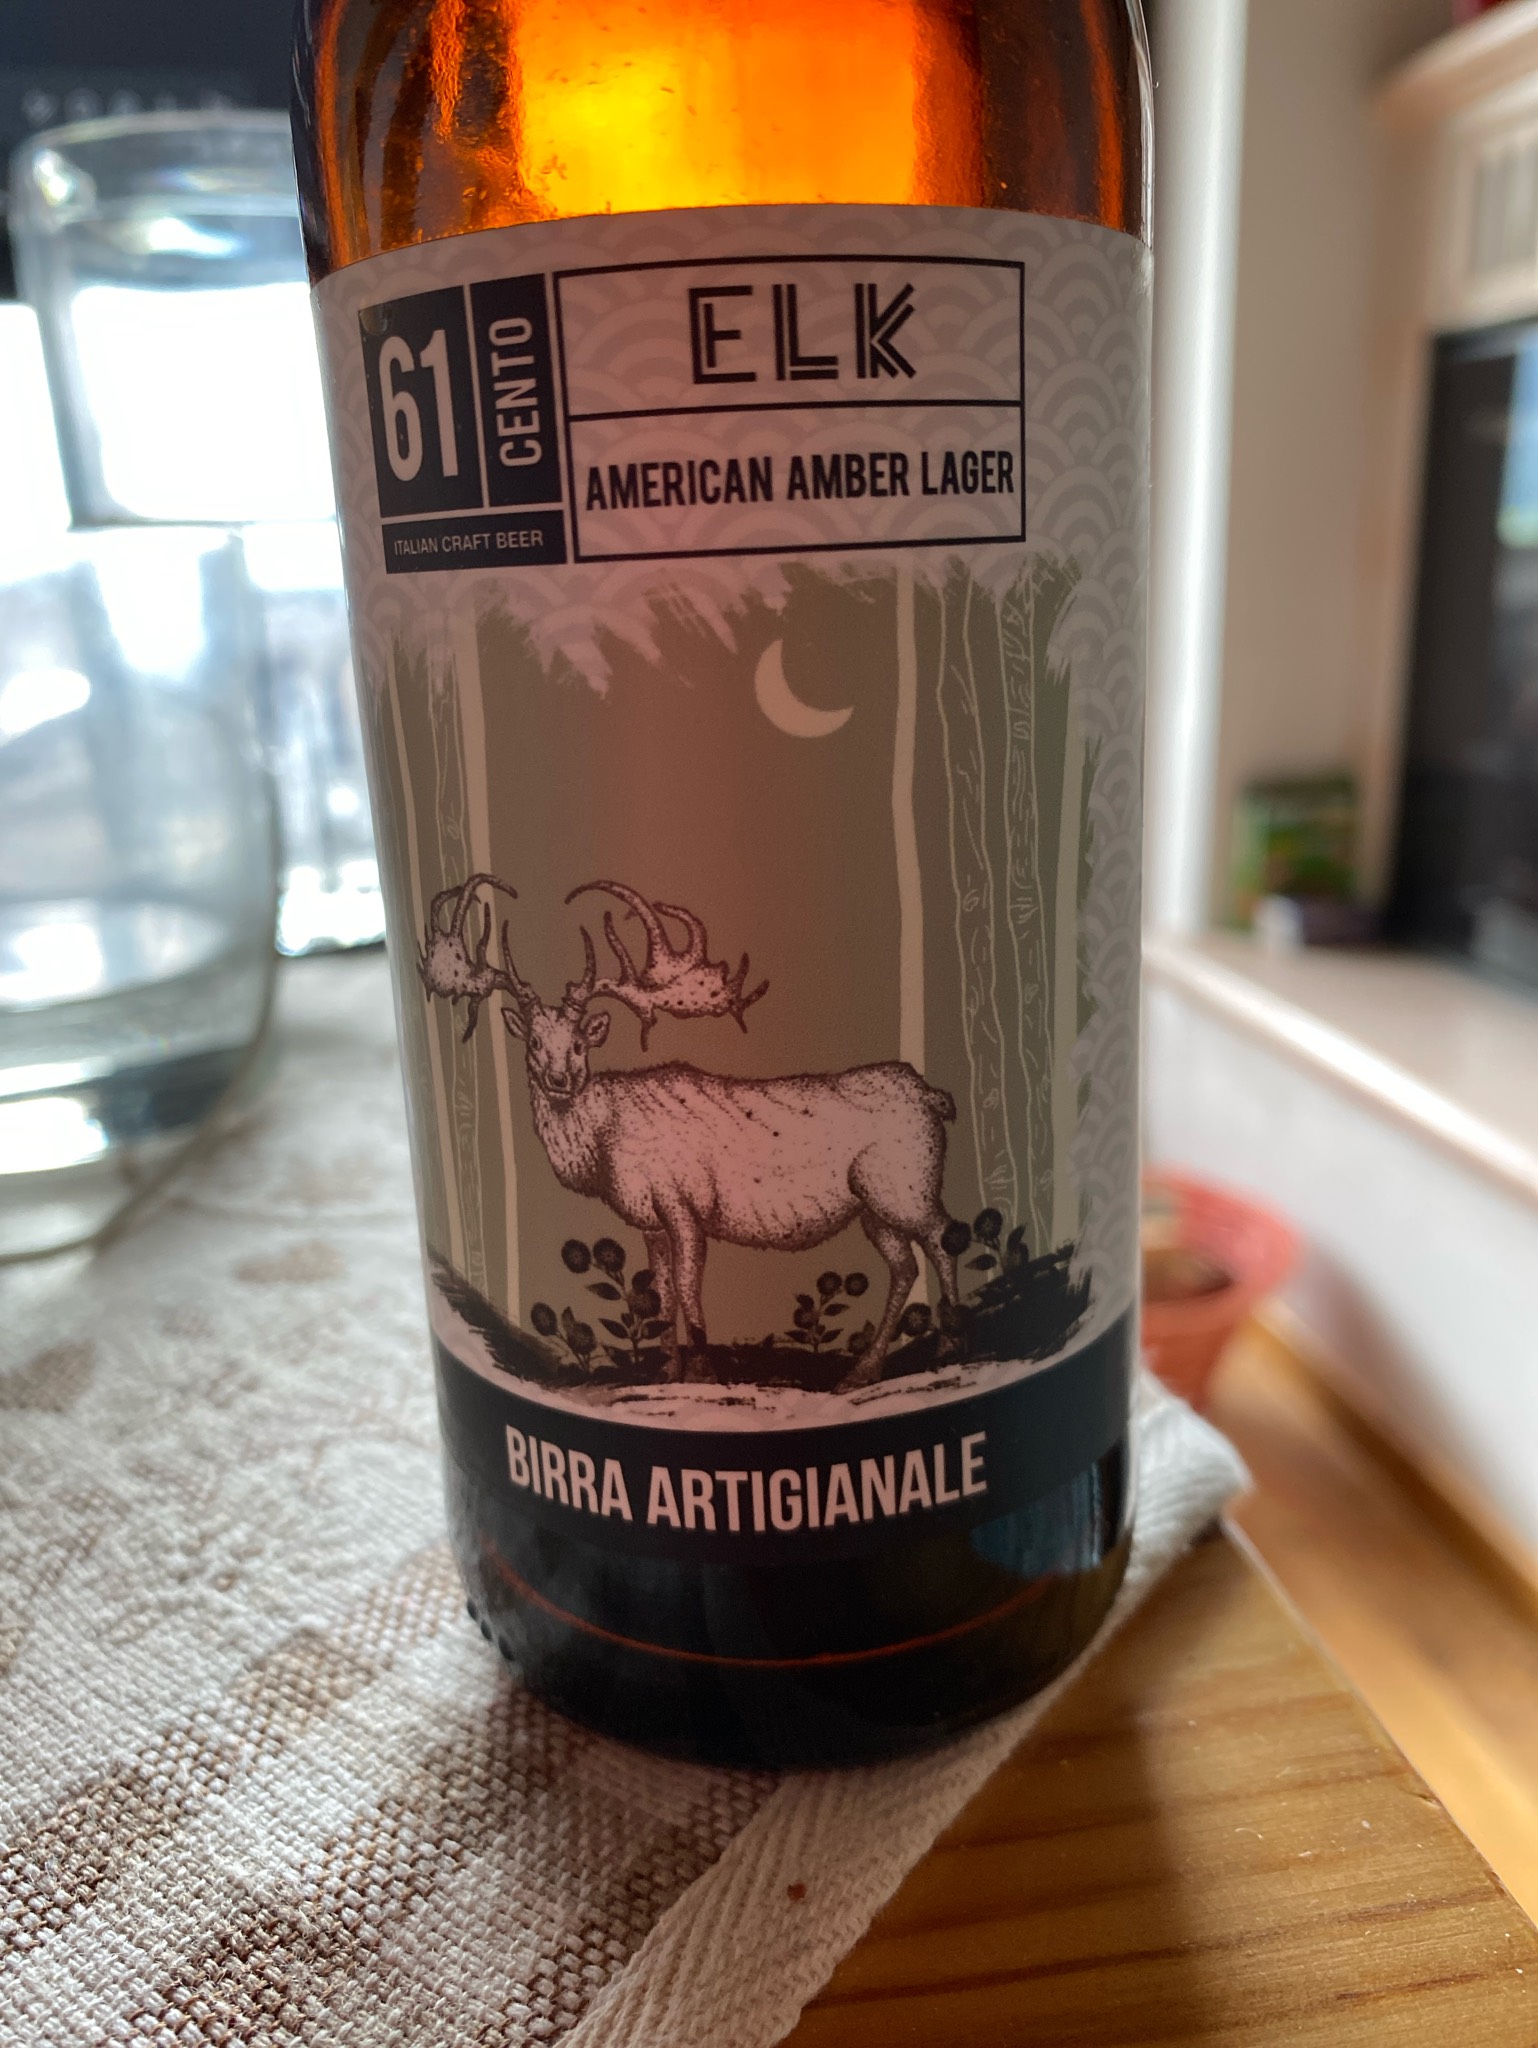 61
CENTO
ITALIAN CRAFT BEER
ELK
AMERICAN AMBER LAGER
BIRRA ARTIGIANALE